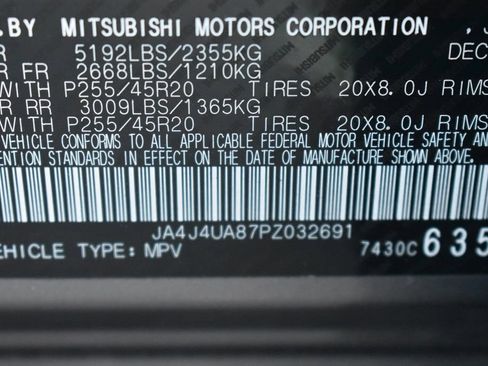 .BY MITSUBISHI MOTORS CORPORATION , J
R 5192LBS/2355KG DEC
R FR 2668LBS/1210KG
WITH P255/45R20 TIRES 20X8.0J RIMS
R RR 3009LBS/1365KG
WITH P255/45R20 TIRES 20X8.0J RIMS
VEHICLE CONFORMS TO ALL APPLICABLE FEDERAL MOTOR VEHICLE SAFETY AND
VENTION STANDARDS IN EFFECT ON THE DATE OF MANUFACTURE SHOWN ABOVE
JA4J4UA87PZ032691
VEHICLE TYPE: MPV 7430C 635